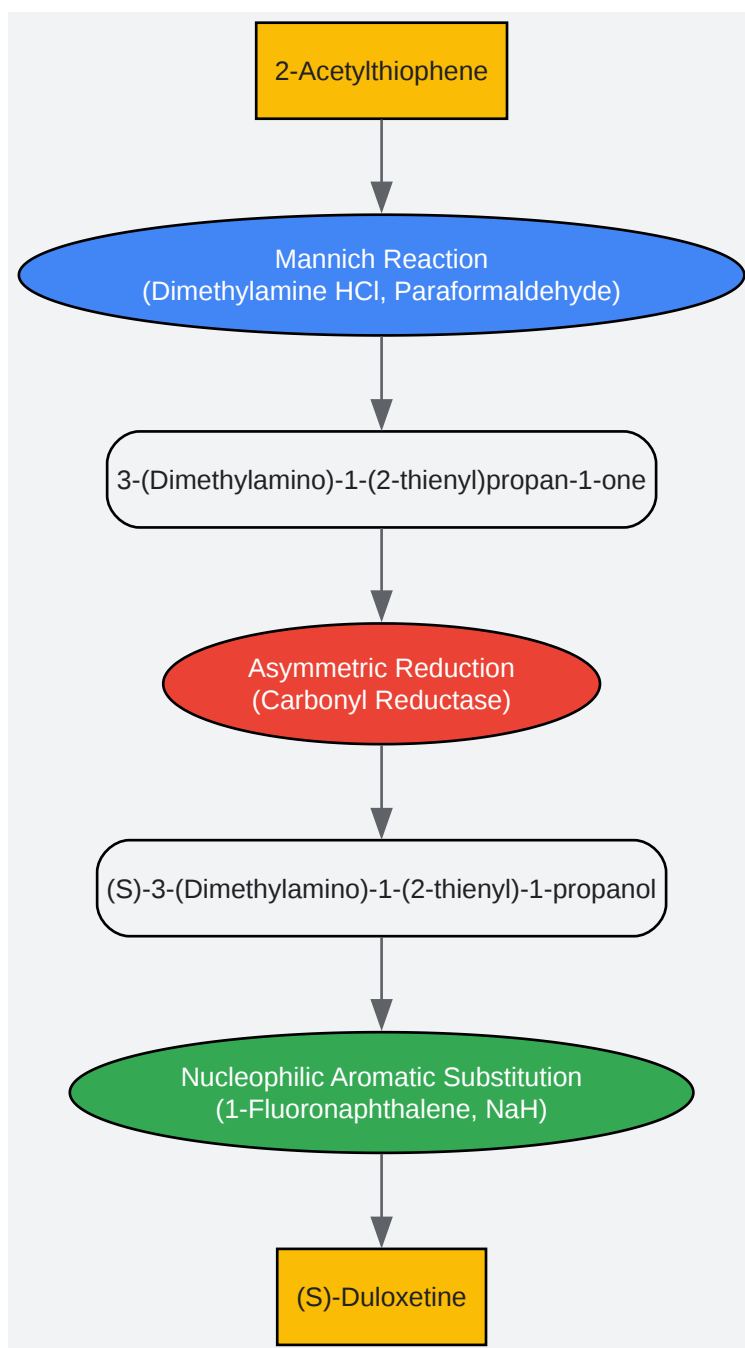 2-Acetylthiophene
Mannich Reaction
(Dimethylamine HCl, Paraformaldehyde)
3-(Dimethylamino)-1-(2-thienyl)propan-1-one
Asymmetric Reduction
(Carbonyl Reductase)
(S)-3-(Dimethylamino)-1-(2-thienyl)-1-propanol
Nucleophilic Aromatic Substitution
(1-Fluoronaphthalene, NaH)
(S)-Duloxetine